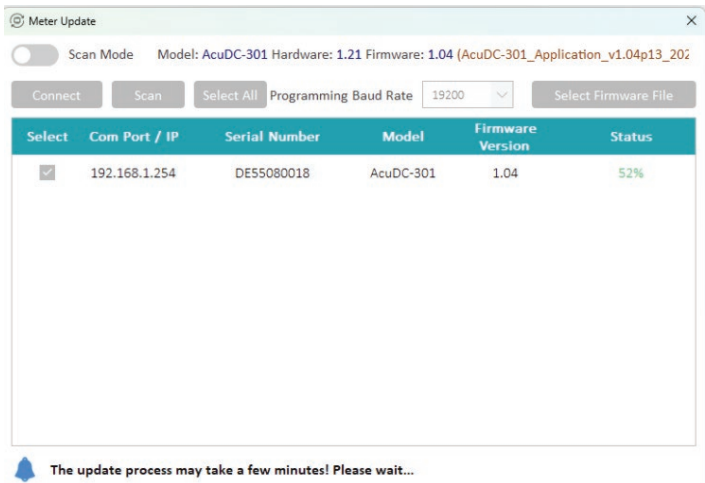 Meter Update
Scan Mode Model: AcuDC-301 Hardware: 1.21 Firmware: 1.04 (AcuDC-301_Application_v1.04p13_202
Connect Scan Select All Programming Baud Rate 19200 Select Firmware File
Select Com Port / IP Serial Number Model Firmware Version Status
192.168.1.254 DE55080018 AcuDC-301 1.04 52%
The update process may take a few minutes! Please wait...